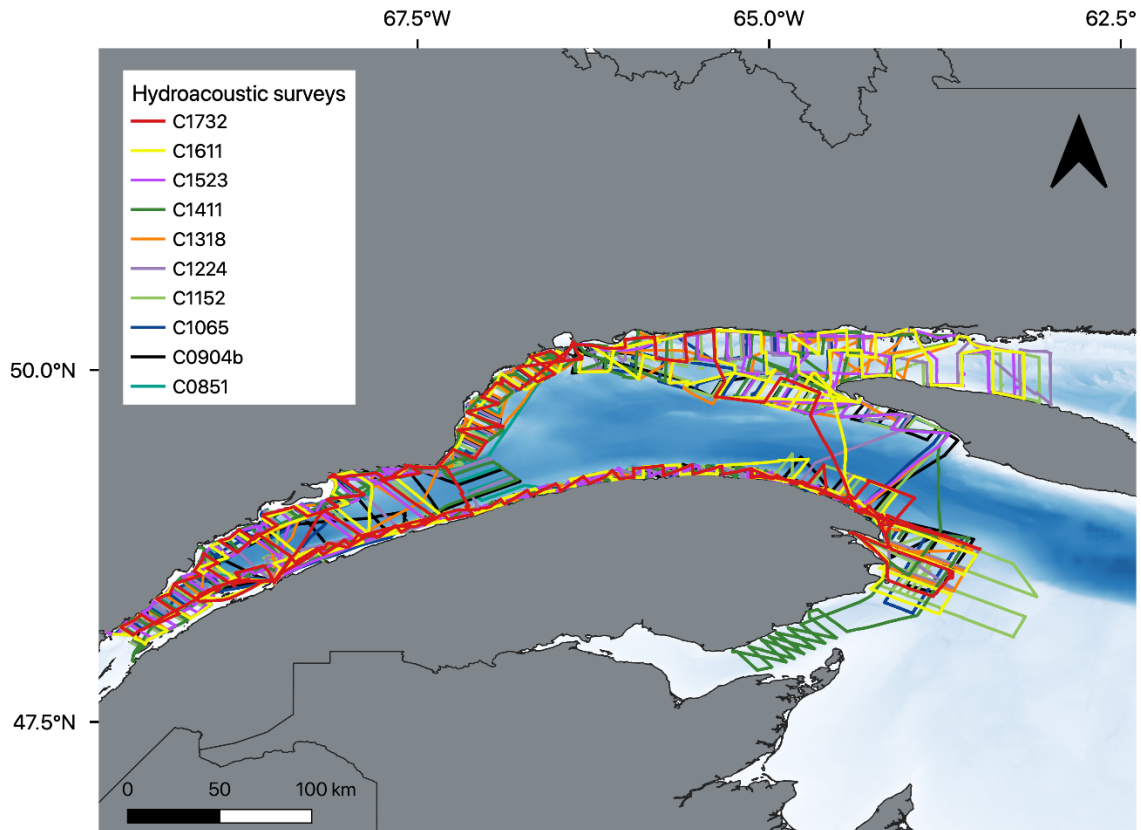 67.5°W 65.0°W 62.5°
Hydroacoustic surveys
C1732
C1611
C1523
C1411
C1318
C1224
C1152
C1065
C0904b
C0851
50.0°N
47.5°N
0 50 100 km